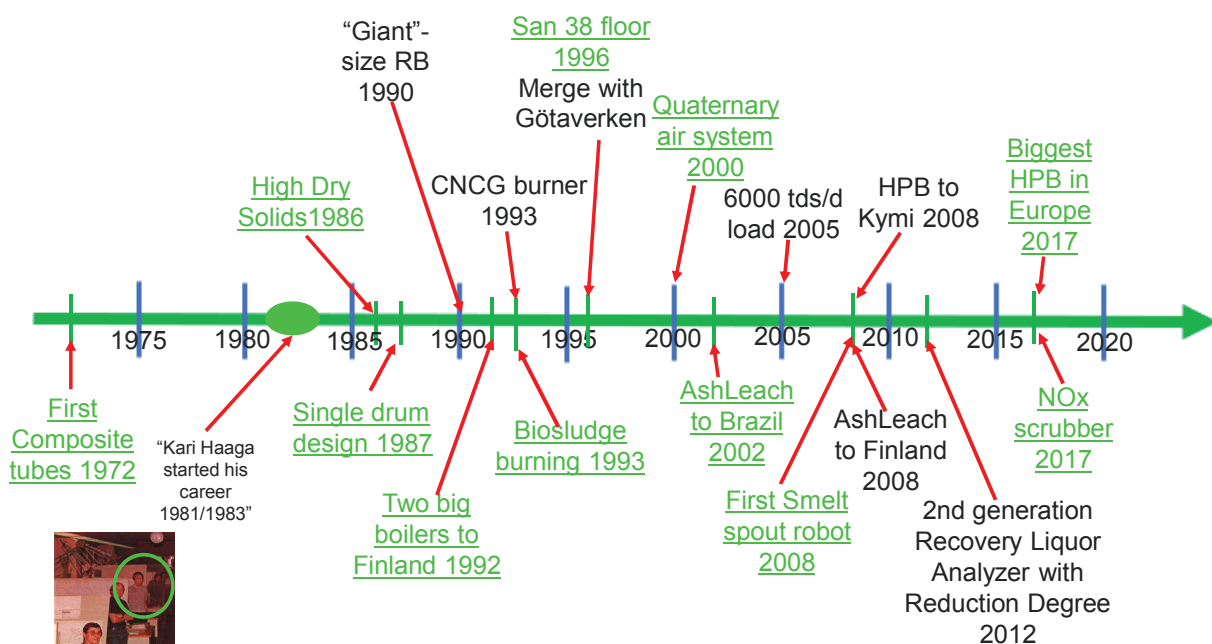 “Giant”-
size RB
1990
San 38 floor
1996
Merge with
Götaverken
Quaternary
air system
2000
High Dry
Solids1986
CNCG burner
1993
6000 tds/d
load 2005
HPB to
Kymi 2008
Biggest
HPB in
Europe
2017
1975
1980
1985
1990
1995
2000
2005
2010
2015
2020
First
Composite
tubes 1972
“Kari Haaga
started his
career
1981/1983”
Single drum
design 1987
Two big
boilers to
Finland 1992
Biosludge
burning 1993
AshLeach
to Brazil
2002
First Smelt
spout robot
2008
AshLeach
to Finland
2008
2nd generation
Recovery Liquor
Analyzer with
Reduction Degree
2012
NOx
scrubber
2017